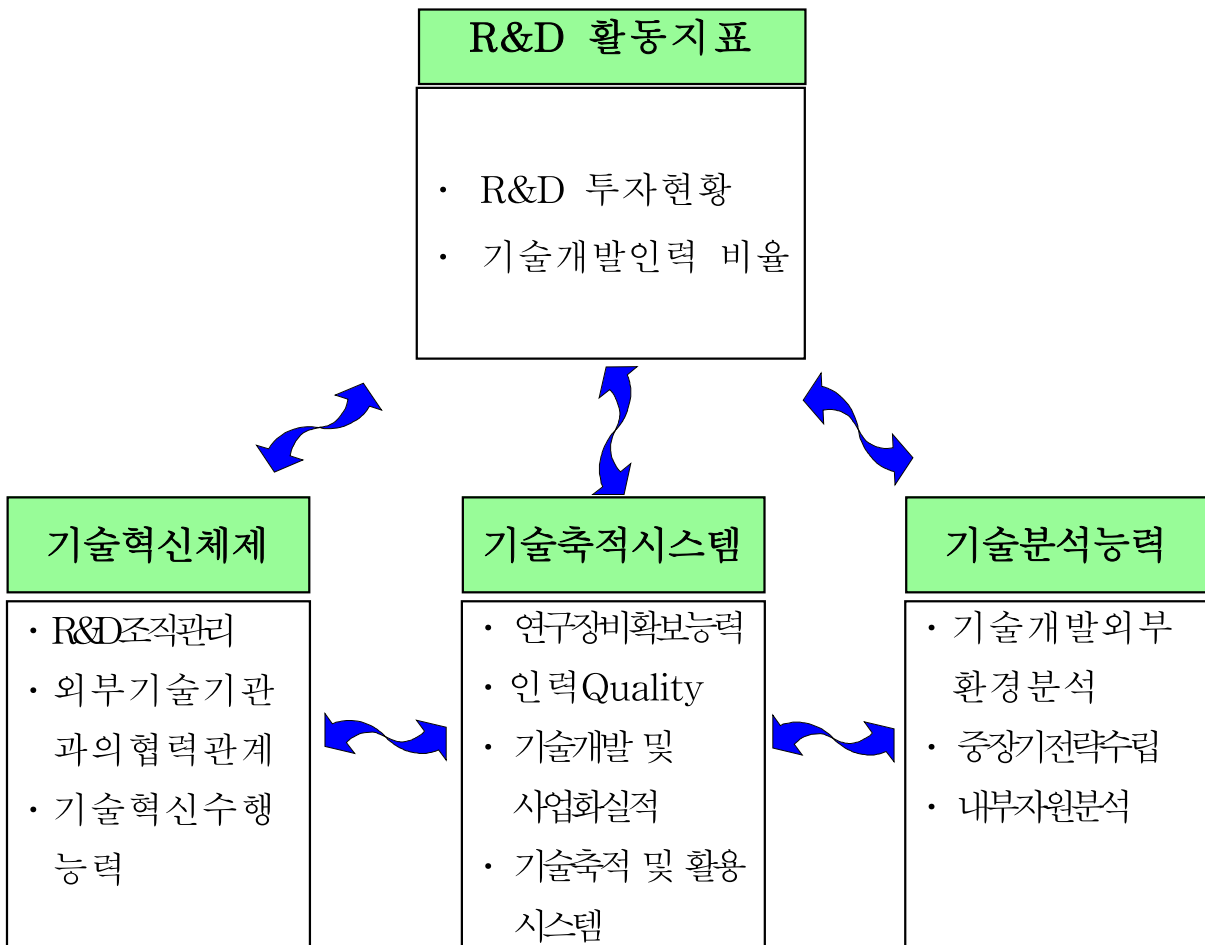 R&D 활동지표
· R&D 투자현황
· 기술개발인력 비율
기술혁신체제
· R&D조직관리
· 외부기술기관
과의협력관계
· 기술혁신수행
능력
기술축적시스템
· 연구장비확보능력
· 인력Quality
· 기술개발 및
사업화실적
· 기술축적 및 활용
시스템
기술분석능력
· 기술개발외부
환경분석
· 중장기전략수립
· 내부자원분석